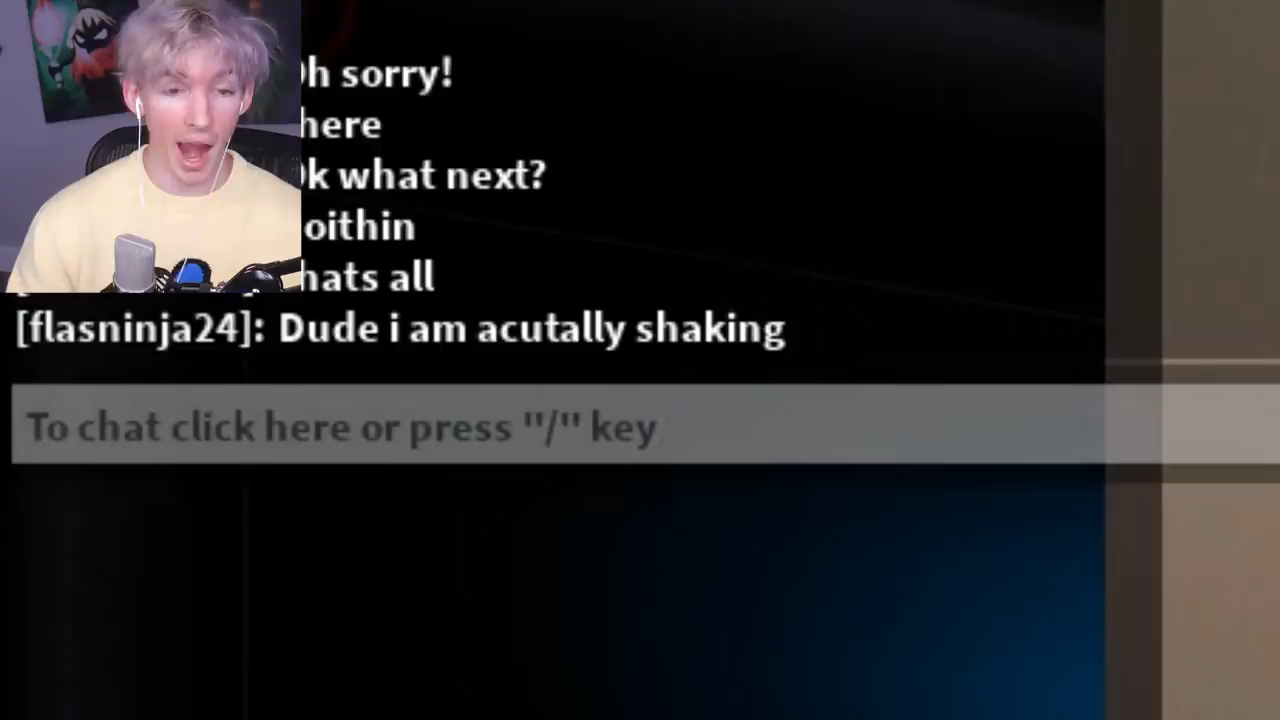 h sorry!
here
k what next?
oithin
hats all
[flasninja24]: Dude i am acutally shaking
To chat click here or press "/" key